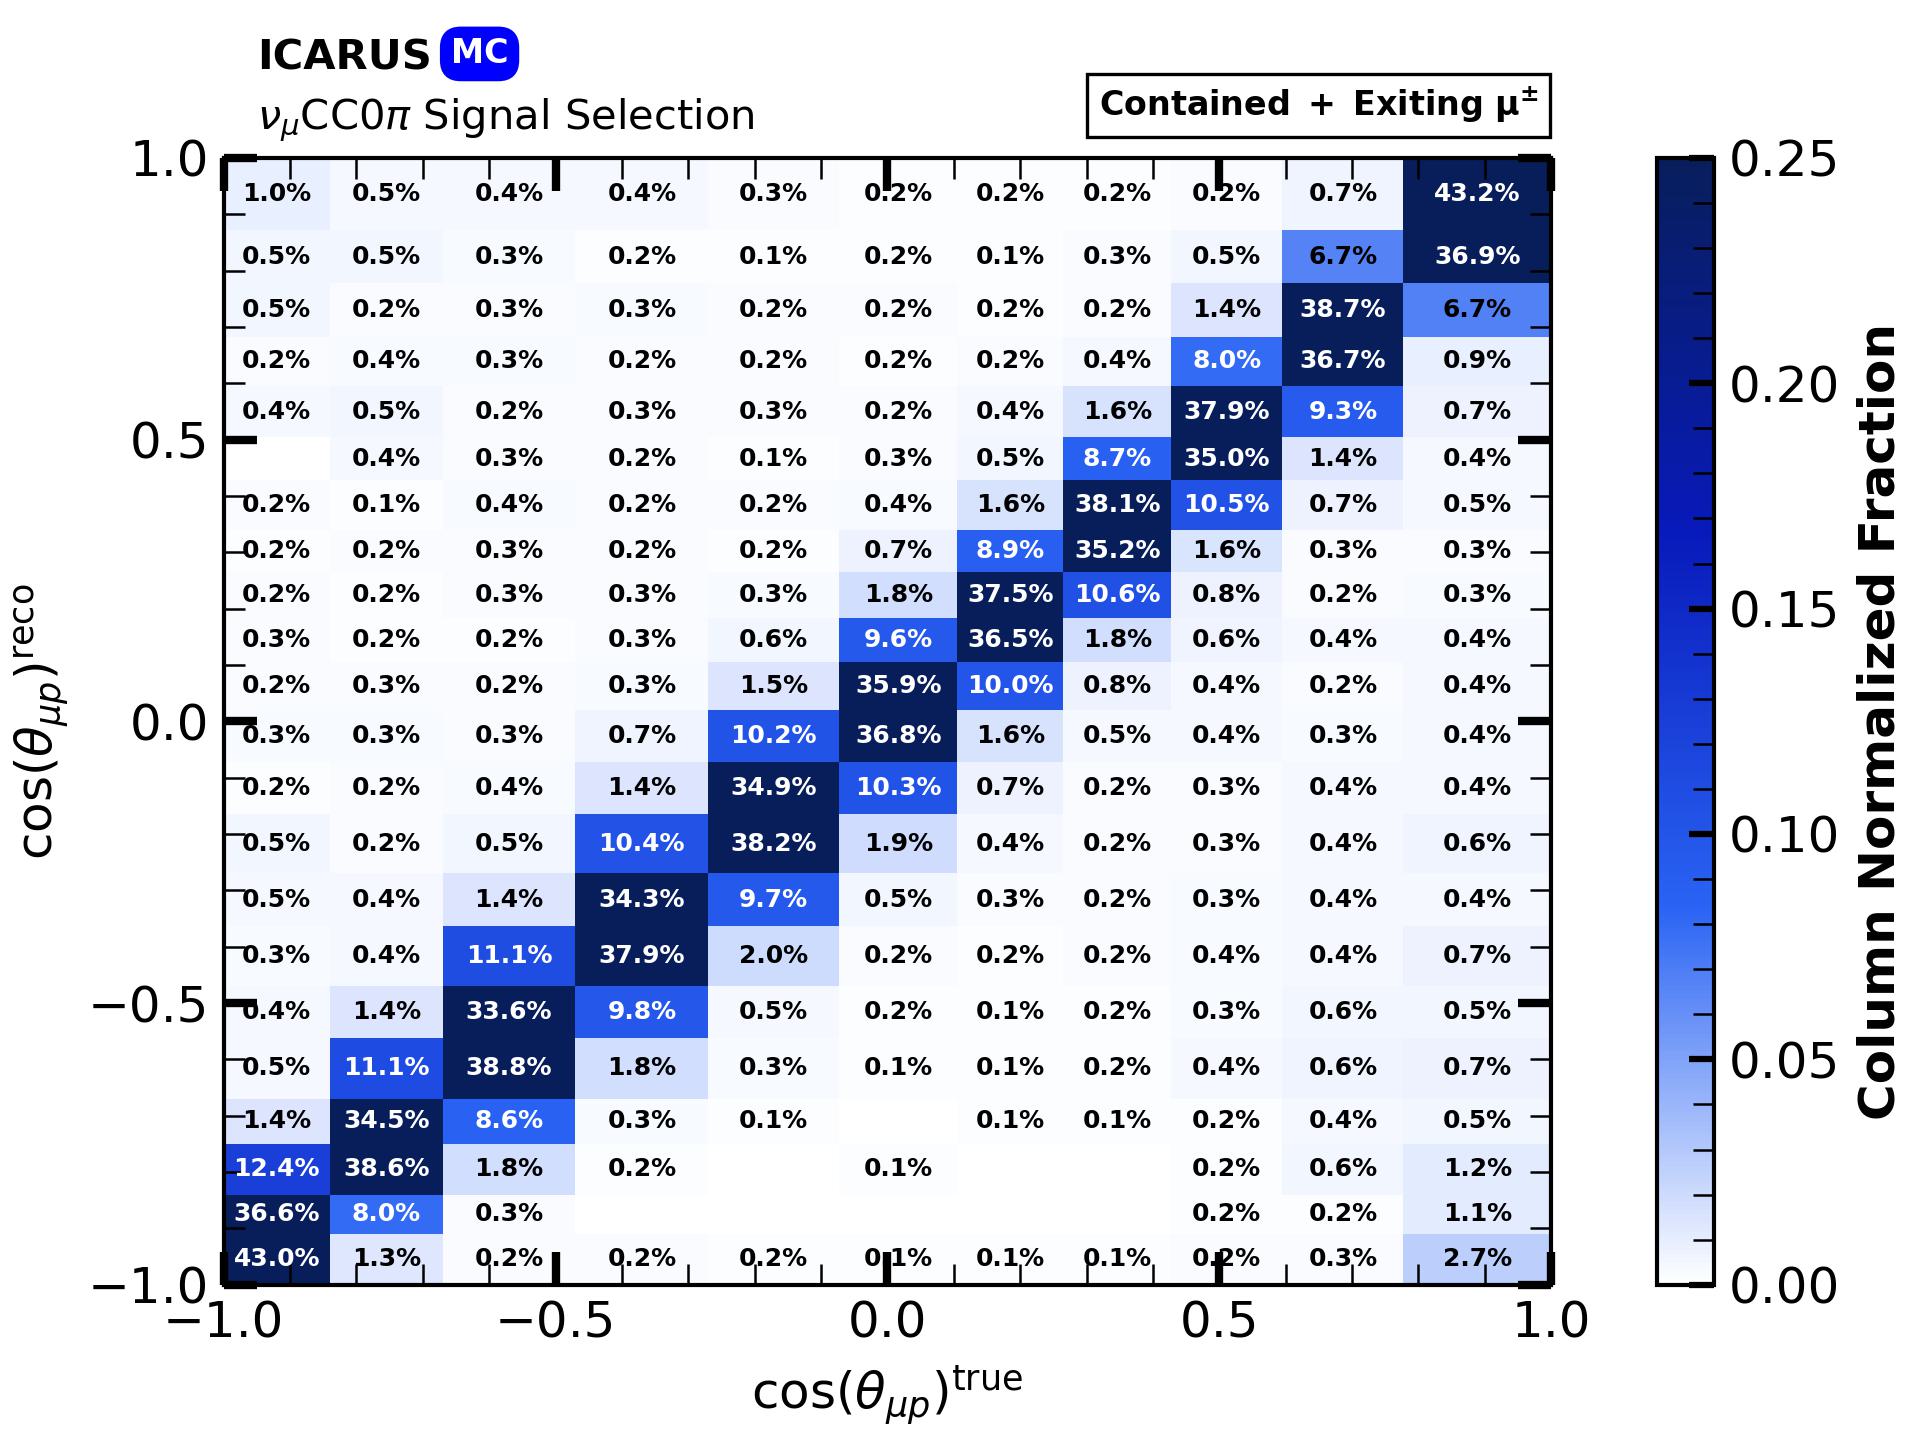 ICARUS MC
νμCC0π Signal Selection
Contained + Exiting μ±
1.0% 0.5% 0.4% 0.4% 0.3% 0.2% 0.2% 0.2% 0.2% 0.7% 43.2%
0.5% 0.5% 0.3% 0.2% 0.1% 0.2% 0.1% 0.3% 0.5% 6.7% 36.9%
0.5% 0.2% 0.3% 0.3% 0.2% 0.2% 0.2% 0.2% 1.4% 38.7% 6.7%
0.2% 0.4% 0.3% 0.2% 0.2% 0.2% 0.2% 0.4% 8.0% 36.7% 0.9%
0.4% 0.5% 0.2% 0.3% 0.3% 0.2% 0.4% 1.6% 37.9% 9.3% 0.7%
0.4% 0.3% 0.2% 0.1% 0.3% 0.5% 8.7% 35.0% 1.4% 0.4%
0.2% 0.1% 0.4% 0.2% 0.2% 0.4% 1.6% 38.1% 10.5% 0.7% 0.5%
0.2% 0.2% 0.3% 0.2% 0.2% 0.7% 8.9% 35.2% 1.6% 0.3% 0.3%
0.2% 0.2% 0.3% 0.3% 0.3% 1.8% 37.5% 10.6% 0.8% 0.2% 0.3%
0.3% 0.2% 0.2% 0.3% 0.6% 9.6% 36.5% 1.8% 0.6% 0.4% 0.4%
0.2% 0.3% 0.2% 0.3% 1.5% 35.9% 10.0% 0.8% 0.4% 0.2% 0.4%
0.3% 0.3% 0.3% 0.7% 10.2% 36.8% 1.6% 0.5% 0.4% 0.3% 0.4%
0.2% 0.2% 0.4% 1.4% 34.9% 10.3% 0.7% 0.2% 0.3% 0.4% 0.4%
0.5% 0.2% 0.5% 10.4% 38.2% 1.9% 0.4% 0.2% 0.3% 0.4% 0.6%
0.5% 0.4% 1.4% 34.3% 9.7% 0.5% 0.3% 0.2% 0.3% 0.4% 0.4%
0.3% 0.4% 11.1% 37.9% 2.0% 0.2% 0.2% 0.2% 0.4% 0.4% 0.7%
0.4% 1.4% 33.6% 9.8% 0.5% 0.2% 0.1% 0.2% 0.3% 0.6% 0.5%
0.5% 11.1% 38.8% 1.8% 0.3% 0.1% 0.1% 0.2% 0.4% 0.6% 0.7%
1.4% 34.5% 8.6% 0.3% 0.1% 0.1% 0.1% 0.2% 0.4% 0.5%
12.4% 38.6% 1.8% 0.2% 0.1% 0.2% 0.6% 1.2%
36.6% 8.0% 0.3% 0.2% 0.2% 1.1%
43.0% 1.3% 0.2% 0.2% 0.2% 0.1% 0.1% 0.1% 0.2% 0.3% 2.7%
1.0
0.5
0.0
−0.5
−1.0
cos(θμp)reco
−1.0 −0.5 0.0 0.5 1.0
cos(θμp)true
0.25
0.20
0.15
0.10
0.05
0.00
Column Normalized Fraction